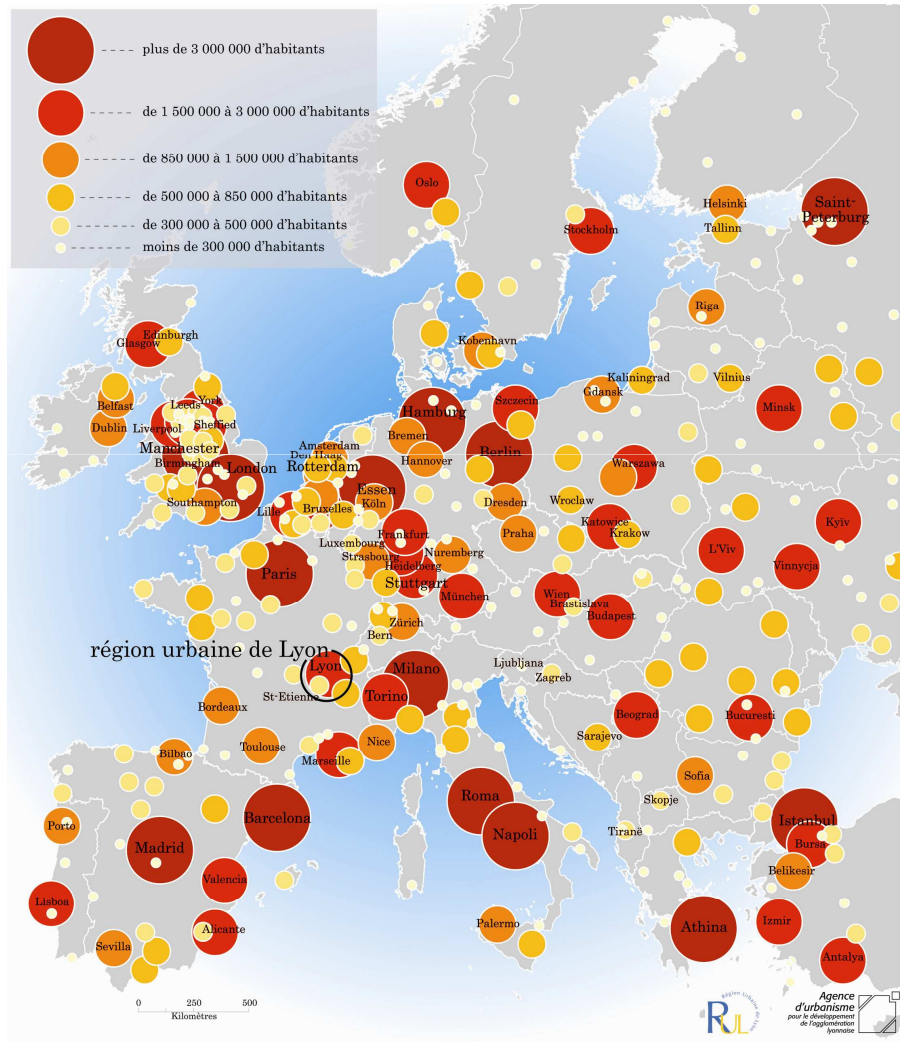 plus de 3 000 000 d'habitants
de 1 500 000 à 3 000 000 d'habitants
de 850 000 à 1 500 000 d'habitants
de 500 000 à 850 000 d'habitants
de 300 000 à 500 000 d'habitants
moins de 300 000 d'habitants
Oslo
Stockholm
Helsinki
Tallinn
Saint-
Peterburg
Riga
Edinburgh
Glasgow
Kobenhavn
Kaliningrad
Vilnius
Belfast
Dublin
Leeds
York
Liverpool
Sheffied
Manchester
Birmingham
London
Southampton
Hamburg
Szczecin
Gdansk
Minsk
Bremen
Hannover
Berlin
Warszawa
Amsterdam
Den Haag
Rotterdam
Essen
Köln
Lille
Bruxelles
Dresden
Wroclaw
Katowice
Krakow
Kyïv
L'Viv
Vinnycja
Luxembourg
Frankfurt
Praha
Strasbourg
Heidelberg
Nuremberg
Stuttgart
München
Paris
Wien
Brastislava
Budapest
Zürich
Bern
région urbaine de Lyon
Lyon
St-Etienne
Milano
Torino
Ljubljana
Zagreb
Bordeaux
Toulouse
Marseille
Nice
Beograd
Bucuresti
Sarajevo
Bilbao
Sofia
Skopje
Tiranë
Roma
Napoli
Istanbul
Bursa
Belikesir
Porto
Madrid
Barcelona
Valencia
Lisboa
Alicante
Sevilla
Palermo
Athina
Izmir
Antalya
0 250 500
Kilomètres
Région Urbaine de Lyon
RUL
Agence
d'urbanisme
pour le développement
de l'agglomération
lyonnaise